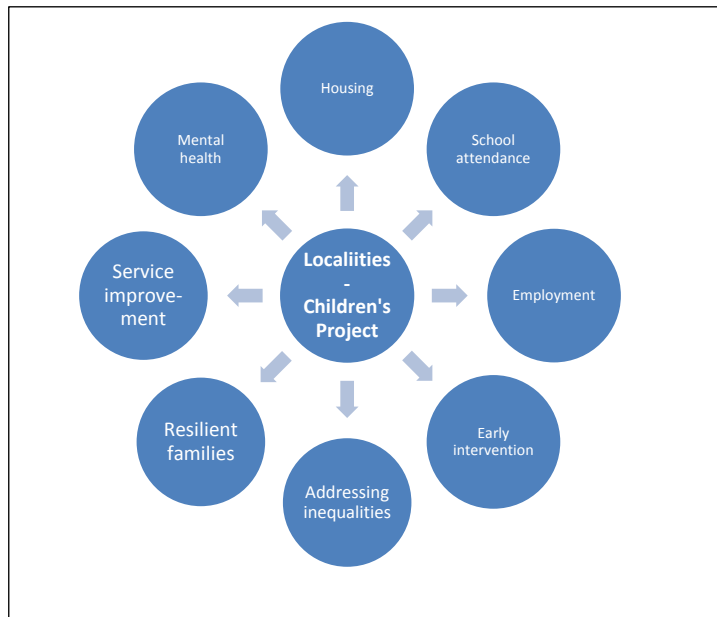 Housing
School
attendance
Employment
Early
intervention
Addressing
inequalities
Resilient
families
Service
improve-
ment
Mental
health
Localiities
-
Children's
Project